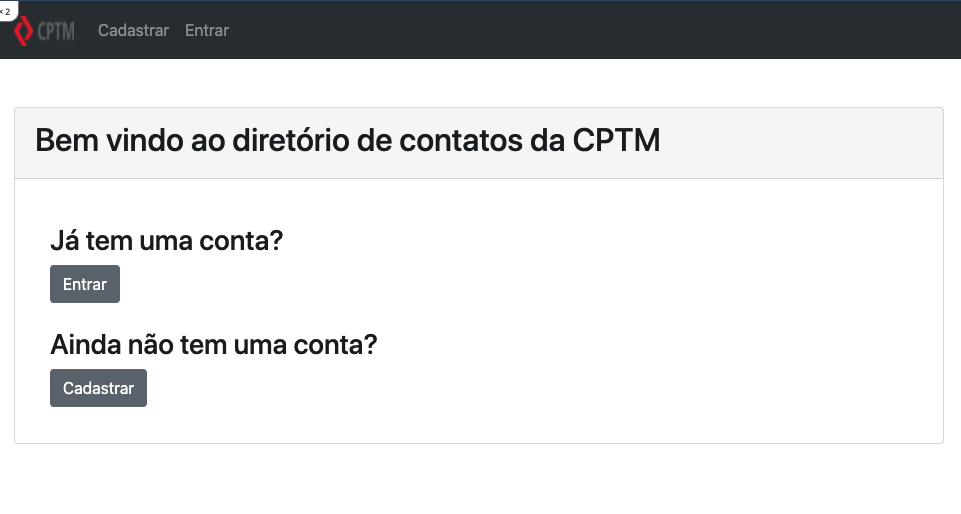 × 2
CPTM Cadastrar Entrar
Bem vindo ao diretório de contatos da CPTM
Já tem uma conta?
Entrar
Ainda não tem uma conta?
Cadastrar